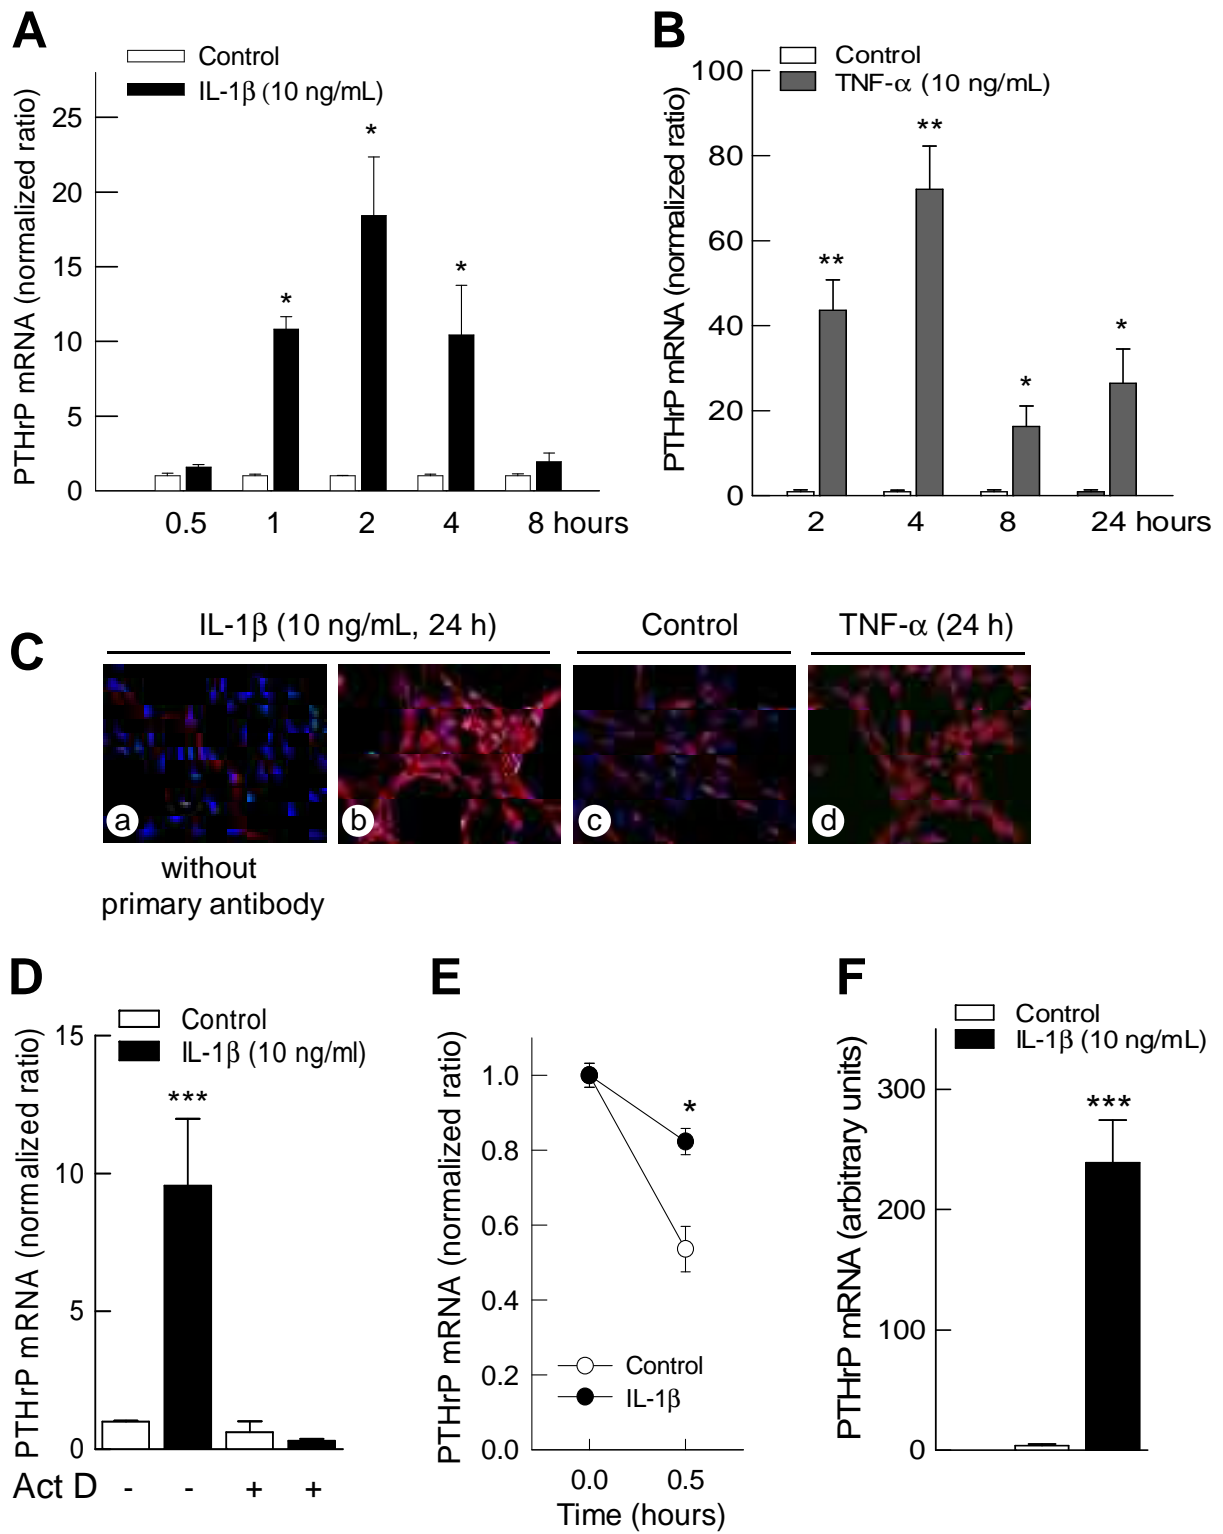 A
Control
IL-1β (10 ng/mL)
PTHrP mRNA (normalized ratio)
25
20
15
10
5
0
*
*
*
0.5 1 2 4 8 hours
B
Control
TNF-α (10 ng/mL)
PTHrP mRNA (normalized ratio)
100
80
60
40
20
0
**
**
*
*
2 4 8 24 hours
C
IL-1β (10 ng/mL, 24 h)
Control
TNF-α (24 h)
a
b
c
d
without
primary antibody
D
Control
IL-1β (10 ng/ml)
PTHrP mRNA (normalized ratio)
15
10
5
0
***
Act D - - + +
E
PTHrP mRNA (normalized ratio)
1.0
0.8
0.6
0.4
0.2
0.0
*
Control
IL-1β
0.0 0.5
Time (hours)
F
Control
IL-1β (10 ng/mL)
PTHrP mRNA (arbitrary units)
300
200
100
0
***